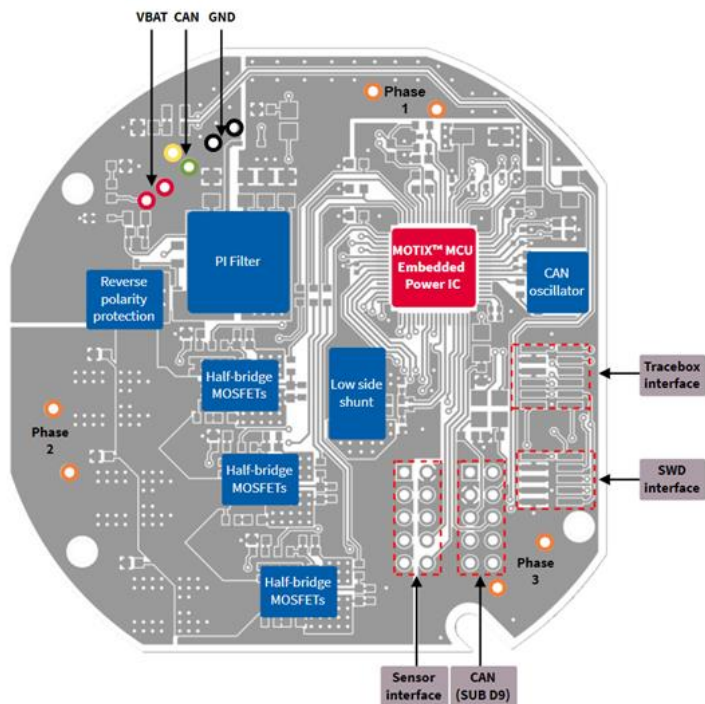 VBAT CAN GND
Phase
1
PI Filter
MOTIX™ MCU
Embedded
Power IC
CAN
oscillator
Reverse
polarity
protection
Half-bridge
MOSFETs
Low side
shunt
Tracebox
interface
Phase
2
Half-bridge
MOSFETs
SWD
interface
Phase
3
Half-bridge
MOSFETs
Sensor
interface
CAN
(SUB D9)